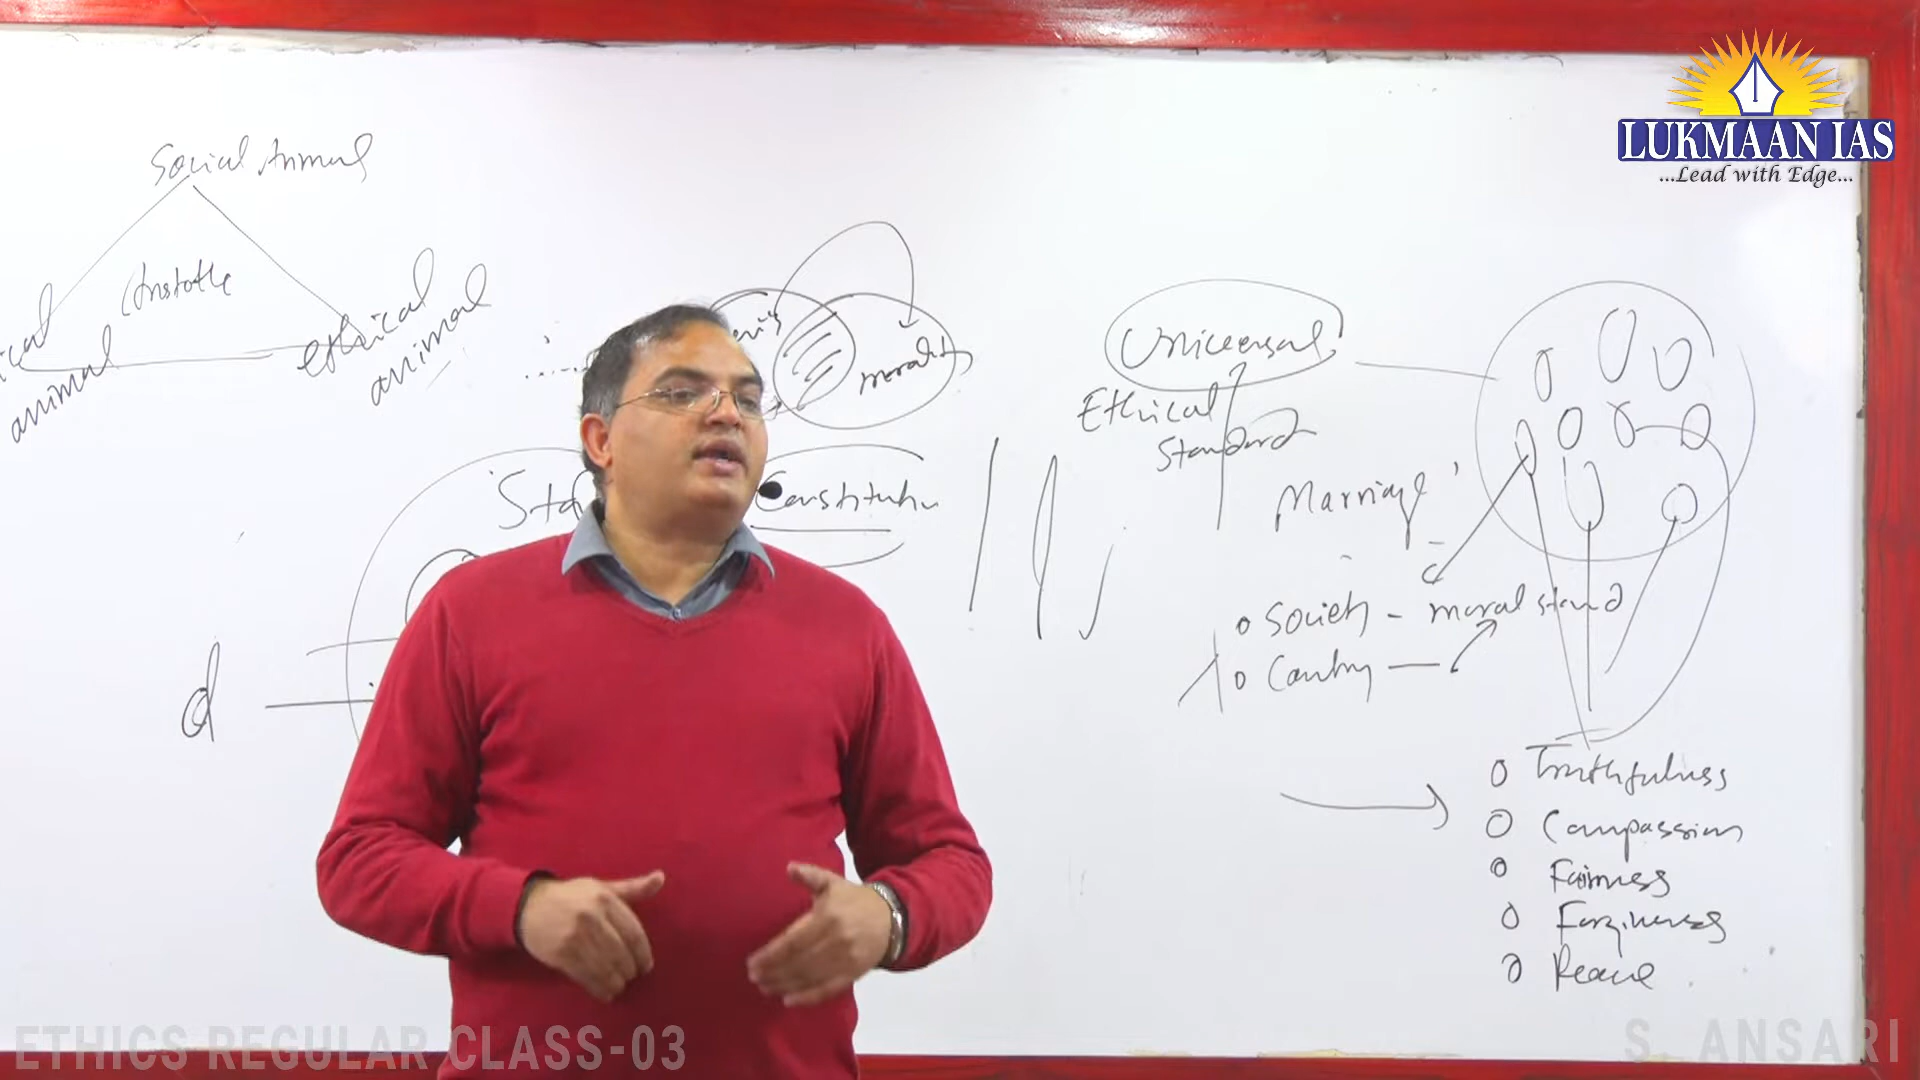 LUKMAAN IAS
...Lead with Edge...
Social Animal
Aristotle
ethical
animal
animal
morality
Constitution
Universal
Ethical
Standard
Marriage
Society - moral stand
Country
Truthfulness
Compassion
Fairness
Forgiveness
Peace
ETHICS REGULAR CLASS-03
S. ANSARI